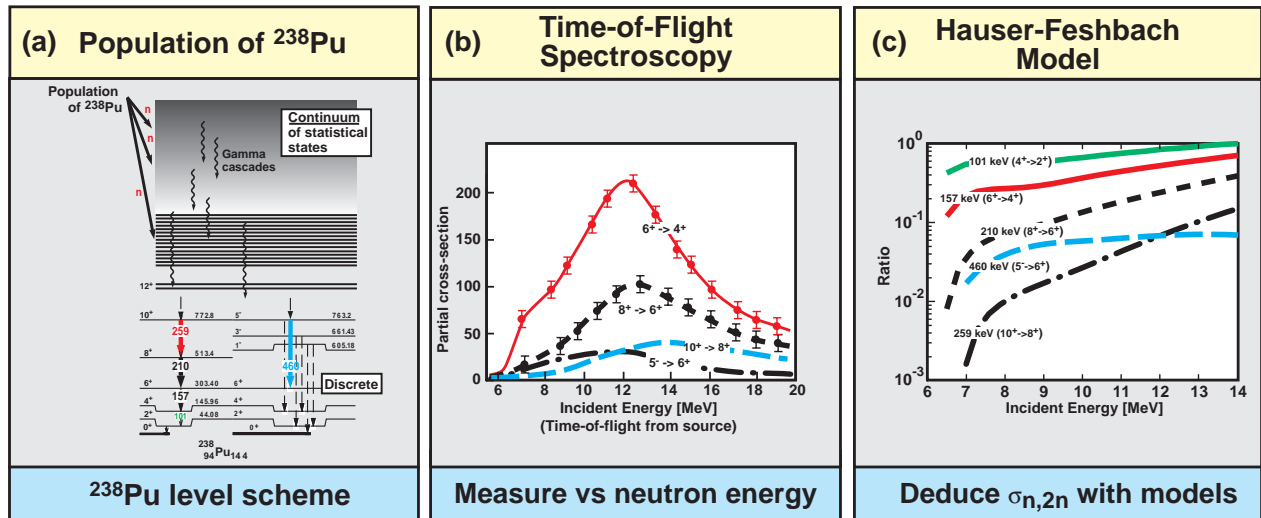 (a) Population of ²³⁸Pu
Population
of ²³⁸Pu
n
n
n
Continuum
of statistical
states
Gamma
cascades
12⁺
10⁺ 772.8 5⁻ 763.2
3⁻ 661.43
259
1⁻ 605.18
8⁺ 513.4
210 460
6⁺ 303.40 6⁺
Discrete
157
4⁺ 145.96 4⁺
101
2⁺ 44.08 2⁺
0⁺ 0⁺
²³⁸₉₄Pu₁₄₄
²³⁸Pu level scheme
(b) Time-of-Flight
Spectroscopy
Partial cross-section
200
150
100
50
0
6⁺ -> 4⁺
8⁺ -> 6⁺
10⁺ -> 8⁺
5⁻ -> 6⁺
6 8 10 12 14 16 18 20
Incident Energy [MeV]
(Time-of-flight from source)
Measure vs neutron energy
(c) Hauser-Feshbach
Model
Ratio
10⁰
10⁻¹
10⁻²
10⁻³
101 keV (4⁺->2⁺)
157 keV (6⁺->4⁺)
210 keV (8⁺->6⁺)
460 keV (5⁻->6⁺)
259 keV (10⁺->8⁺)
6 7 8 9 10 11 12 13 14
Incident Energy [MeV]
Deduce σn,2n with models